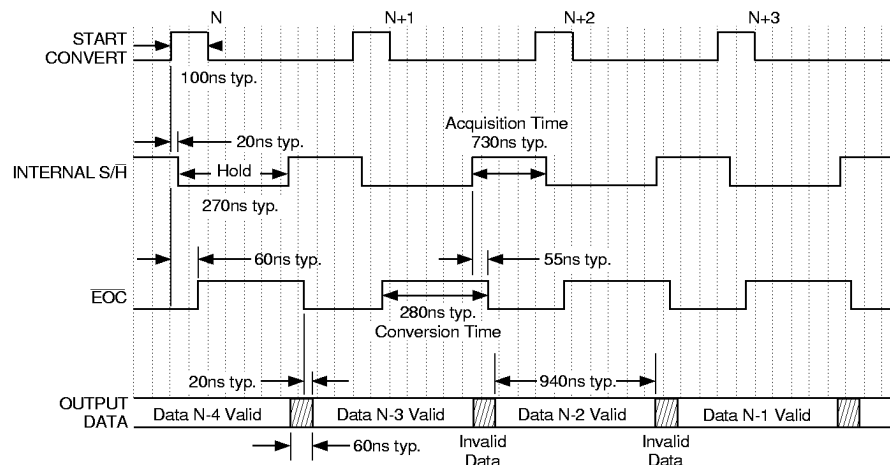 N N+1 N+2 N+3
START
CONVERT
100ns typ.
Acquisition Time
20ns typ. 730ns typ.
INTERNAL S/H̅
Hold
270ns typ.
60ns typ. 55ns typ.
E̅O̅C̅
280ns typ.
Conversion Time
20ns typ. 940ns typ.
OUTPUT
DATA
Data N-4 Valid Data N-3 Valid Data N-2 Valid Data N-1 Valid
60ns typ. Invalid Invalid
Data Data